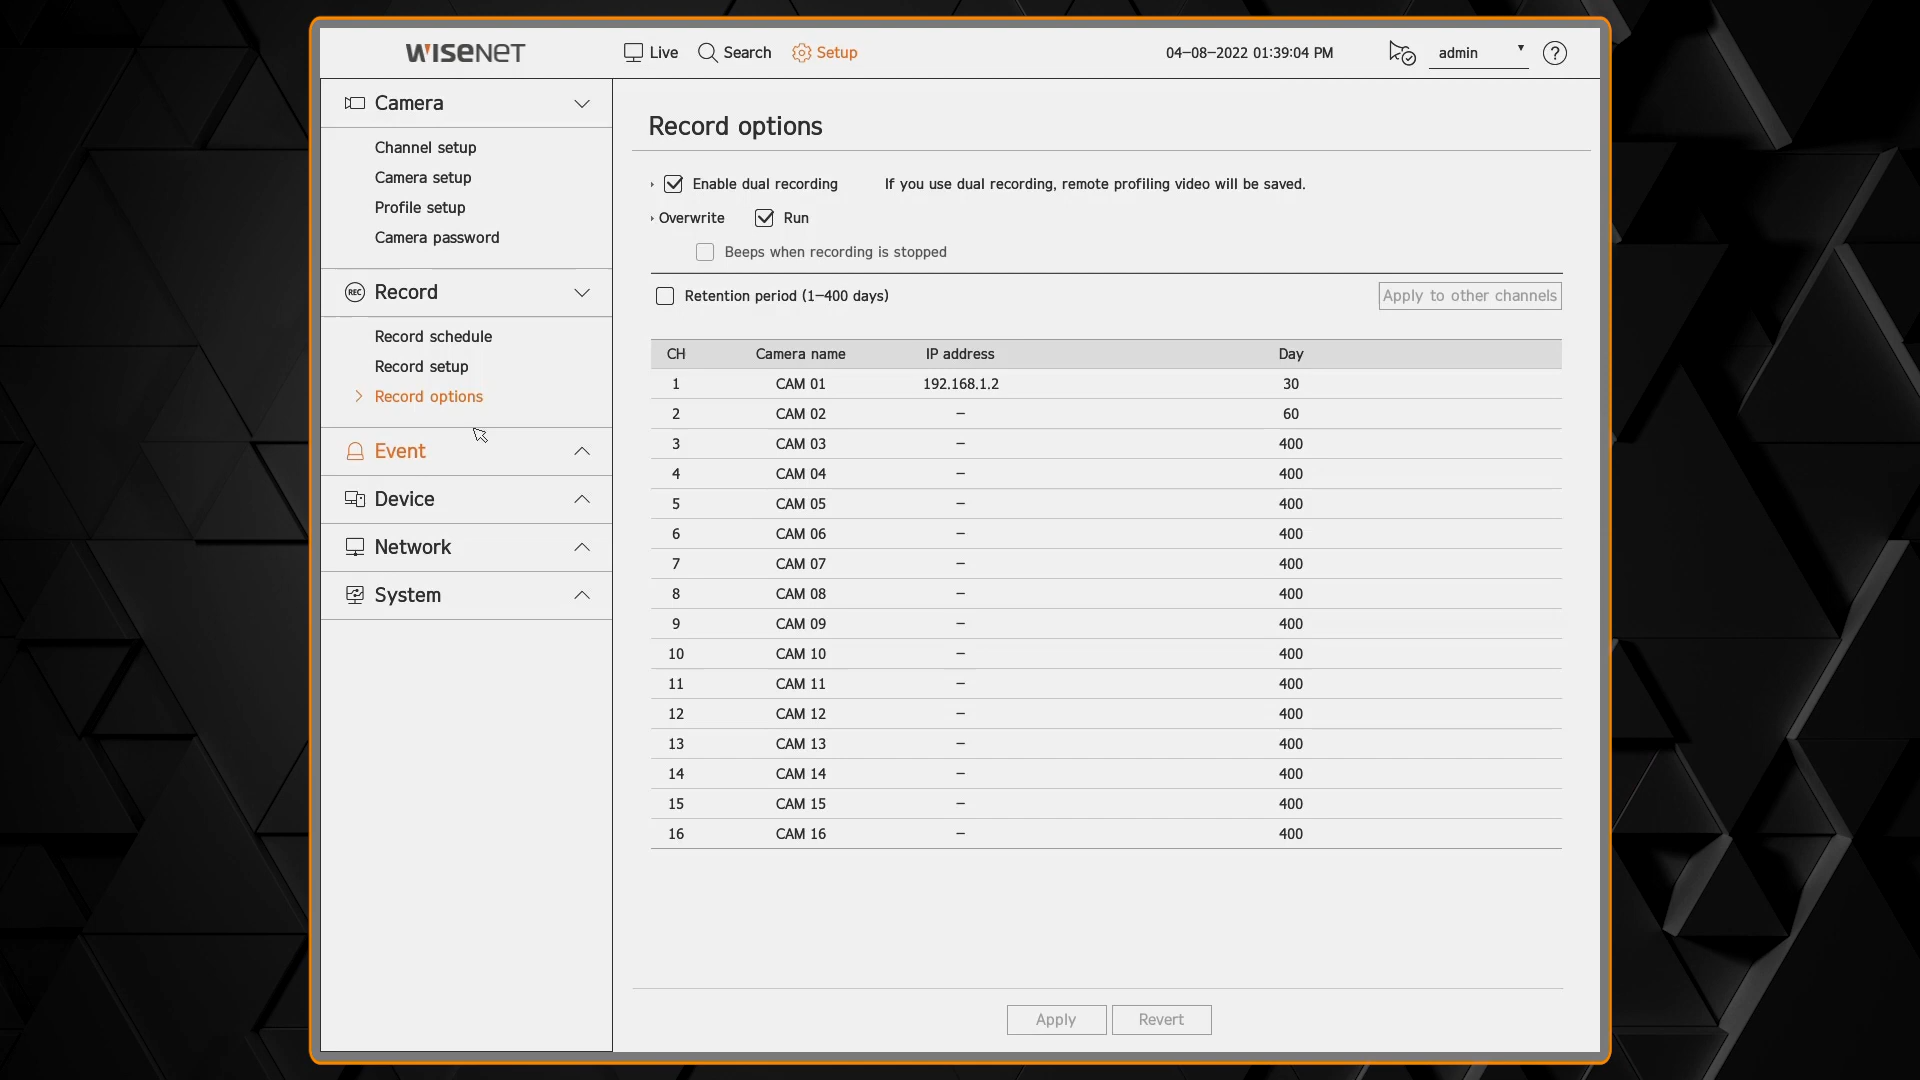 WISENET
Live Search Setup
04-08-2022 01:39:04 PM
admin
?
Camera
Channel setup
Camera setup
Profile setup
Camera password
REC Record
Record schedule
Record setup
Record options
Event
Device
Network
System
Record options
Enable dual recording If you use dual recording, remote profiling video will be saved.
Overwrite Run
Beeps when recording is stopped
Retention period (1-400 days) Apply to other channels
CH Camera name IP address Day
1 CAM 01 192.168.1.2 30
2 CAM 02 - 60
3 CAM 03 - 400
4 CAM 04 - 400
5 CAM 05 - 400
6 CAM 06 - 400
7 CAM 07 - 400
8 CAM 08 - 400
9 CAM 09 - 400
10 CAM 10 - 400
11 CAM 11 - 400
12 CAM 12 - 400
13 CAM 13 - 400
14 CAM 14 - 400
15 CAM 15 - 400
16 CAM 16 - 400
Apply Revert